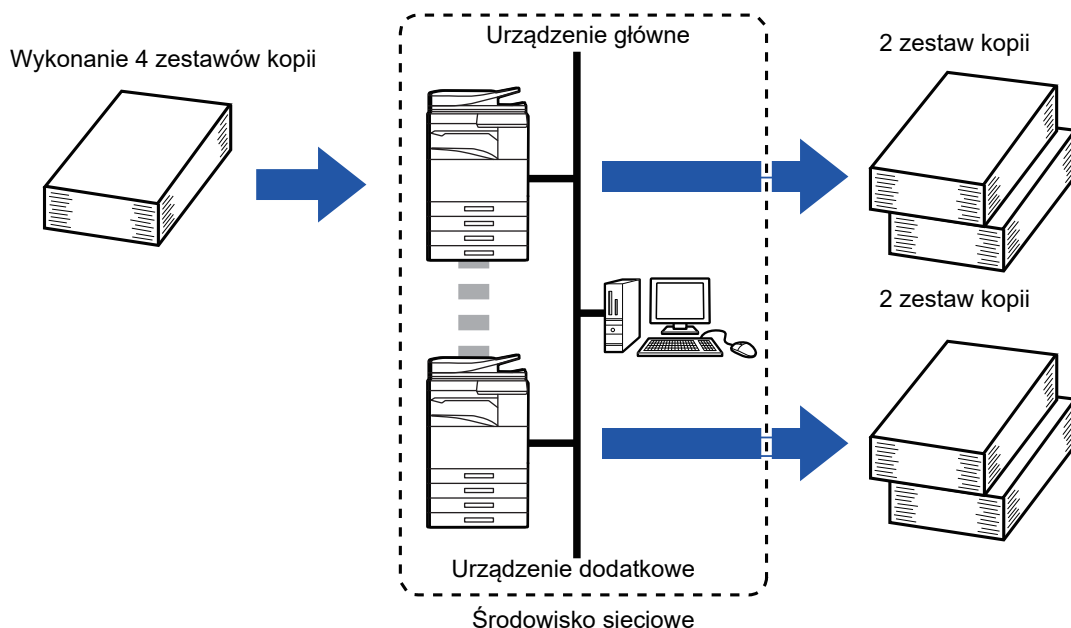 Wykonanie 4 zestawów kopii
Urządzenie główne
2 zestaw kopii
2 zestaw kopii
Urządzenie dodatkowe
Środowisko sieciowe